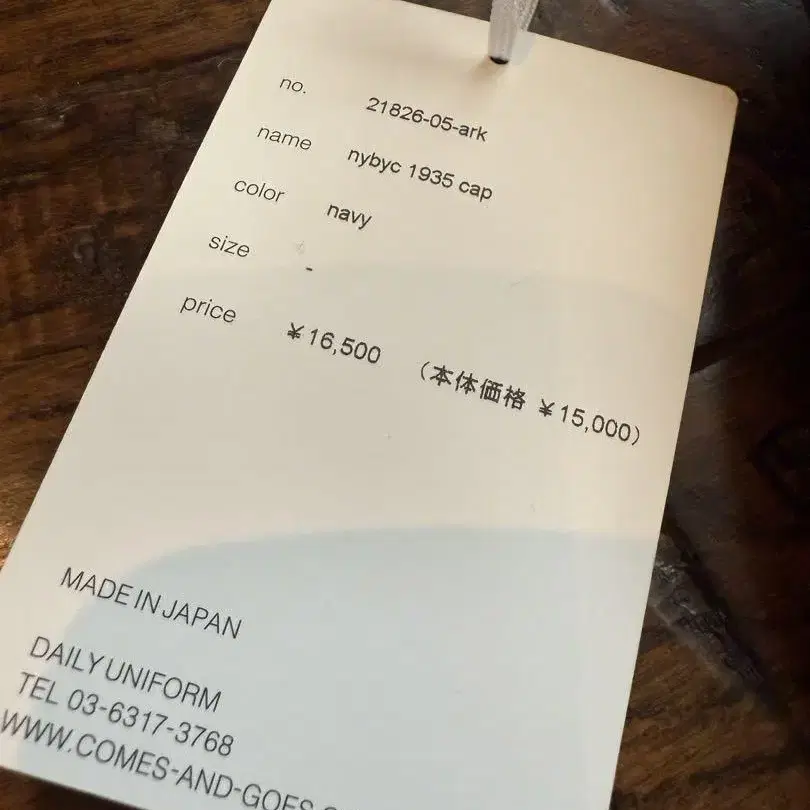 no. 21826-05-ark
name nybyc 1935 cap
color navy
size -
price ¥16,500 (本体価格 ¥15,000)
MADE IN JAPAN
DAILY UNIFORM
TEL 03-6317-3768
WWW.COMES-AND-GOES